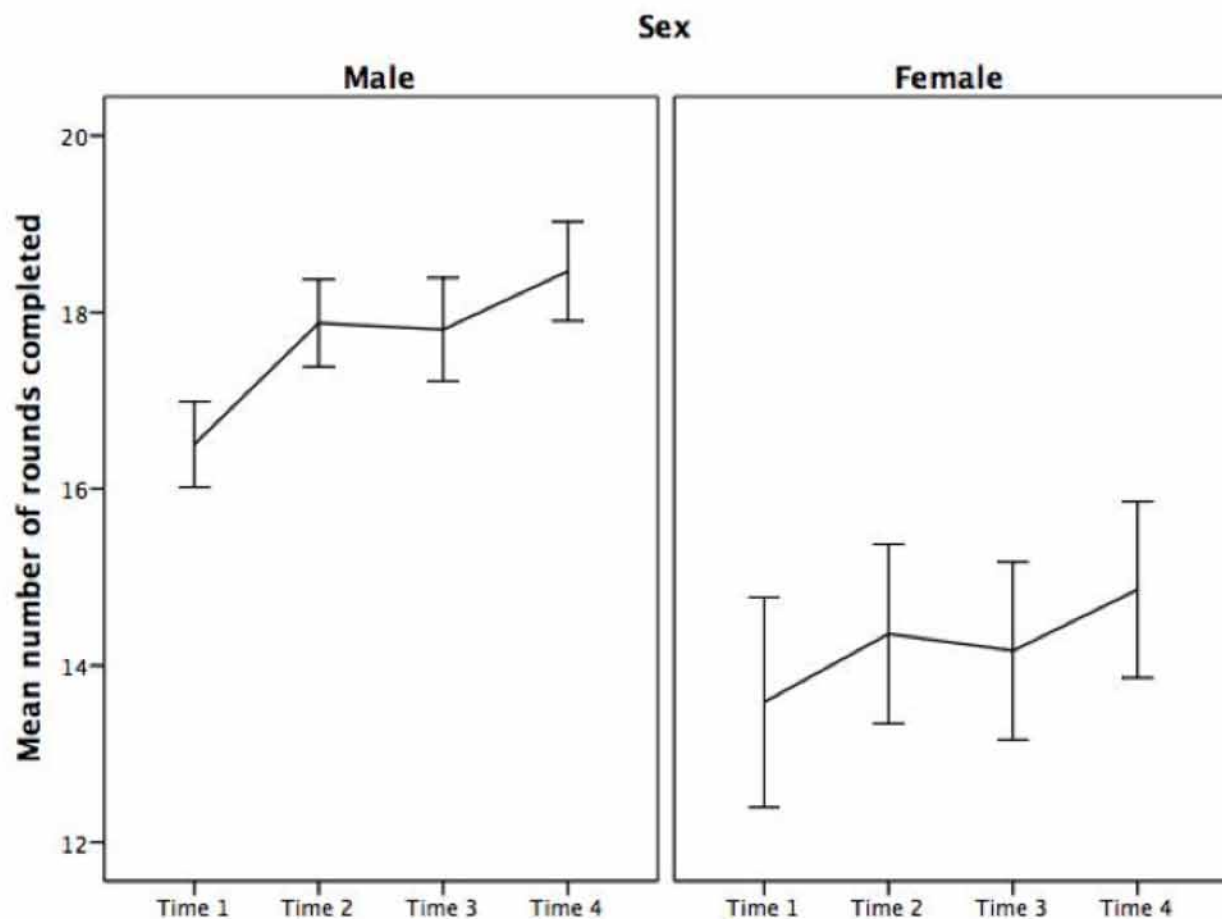 Sex
Male Female
Mean number of rounds completed
20
18
16
14
12
Time 1 Time 2 Time 3 Time 4 Time 1 Time 2 Time 3 Time 4